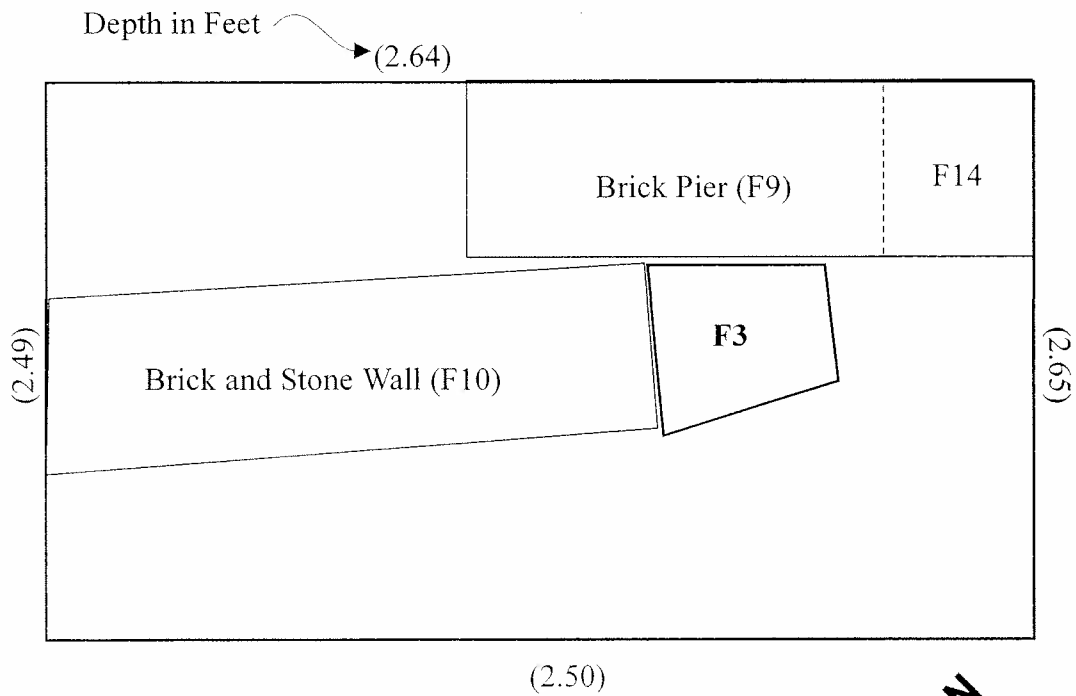 Depth in Feet
(2.64)
Brick Pier (F9)
F14
F3
(2.49)
Brick and Stone Wall (F10)
(2.65)
(2.50)
N